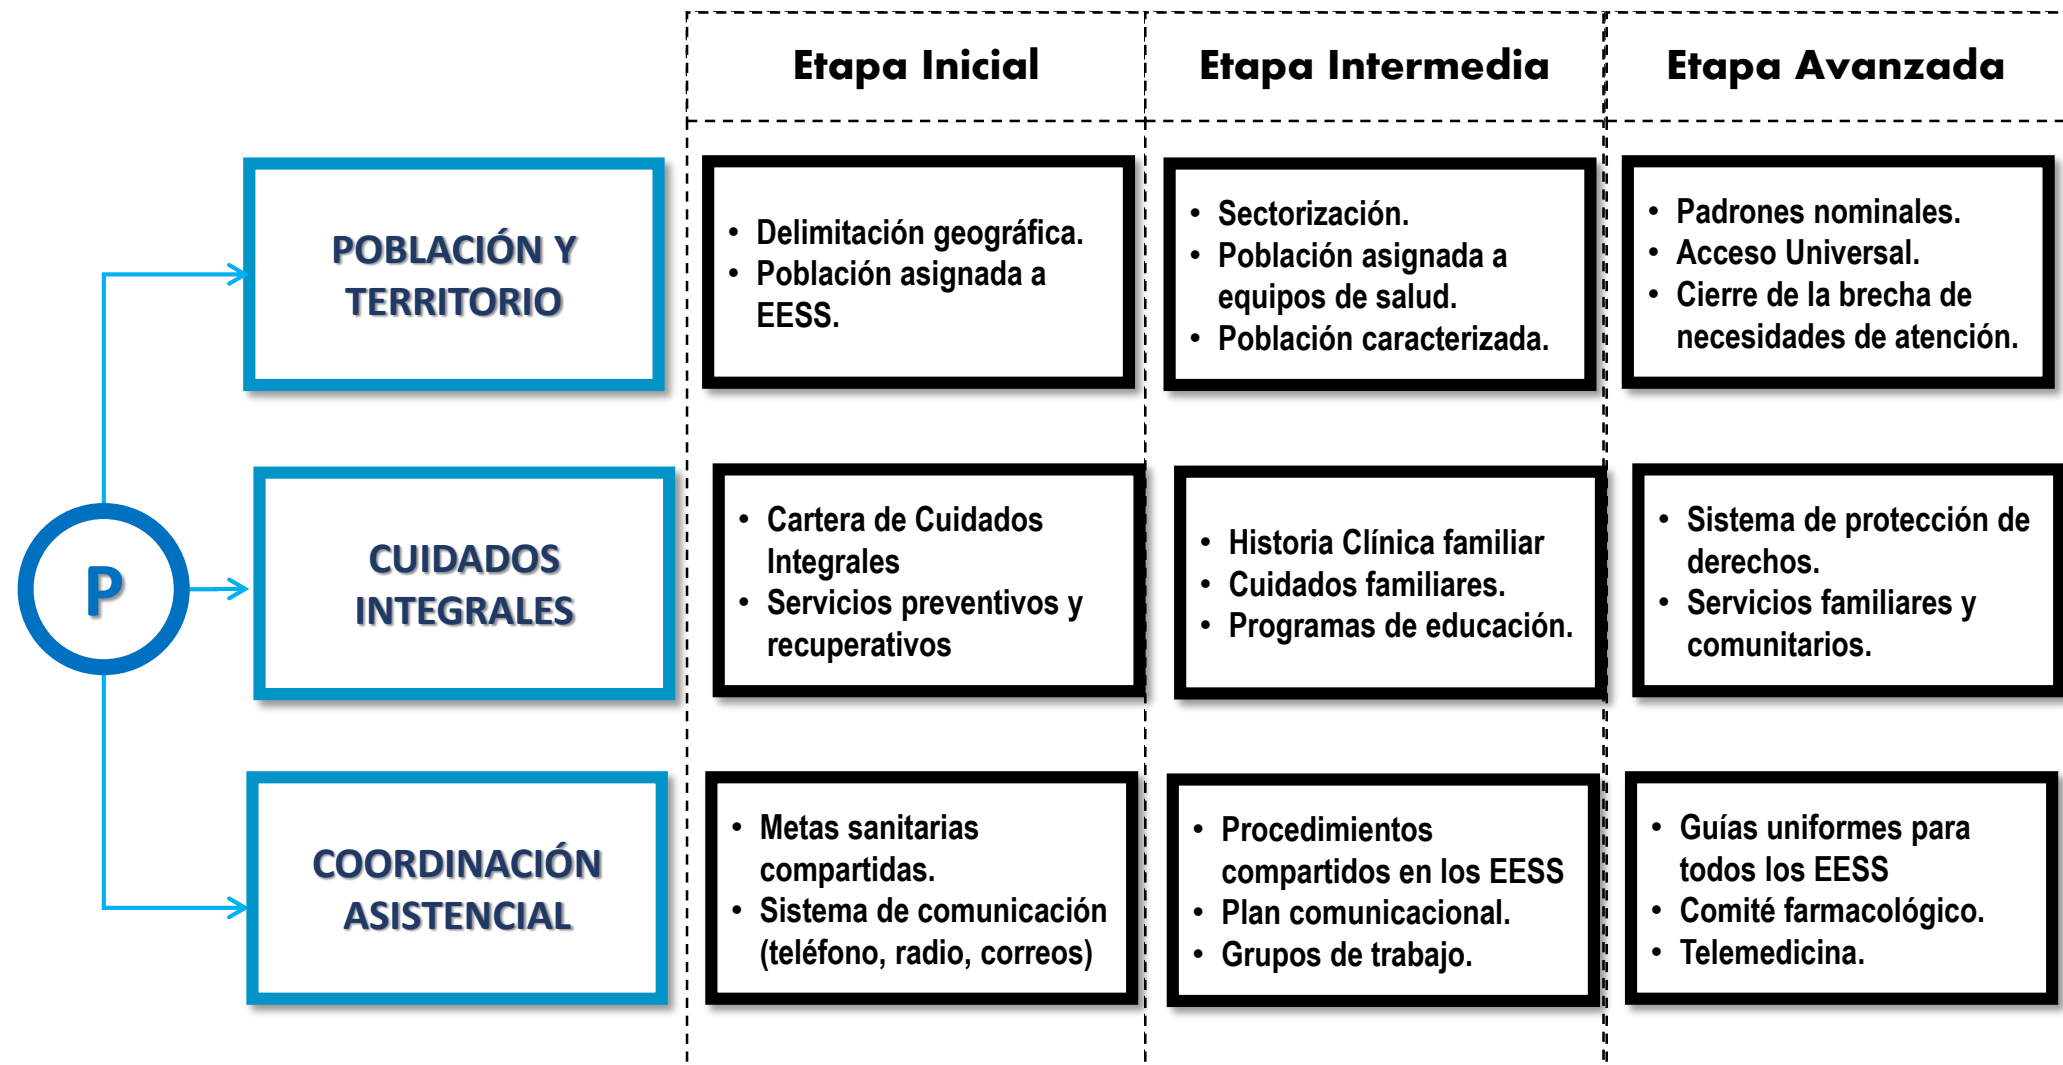 Etapa Inicial
Etapa Intermedia
Etapa Avanzada
POBLACIÓN Y
TERRITORIO
• Delimitación geográfica.
• Población asignada a
EESS.
• Sectorización.
• Población asignada a
equipos de salud.
• Población caracterizada.
• Padrones nominales.
• Acceso Universal.
• Cierre de la brecha de
necesidades de atención.
P
CUIDADOS
INTEGRALES
• Cartera de Cuidados
Integrales
• Servicios preventivos y
recuperativos
• Historia Clínica familiar
• Cuidados familiares.
• Programas de educación.
• Sistema de protección de
derechos.
• Servicios familiares y
comunitarios.
COORDINACIÓN
ASISTENCIAL
• Metas sanitarias
compartidas.
• Sistema de comunicación
(teléfono, radio, correos)
• Procedimientos
compartidos en los EESS
• Plan comunicacional.
• Grupos de trabajo.
• Guías uniformes para
todos los EESS
• Comité farmacológico.
• Telemedicina.